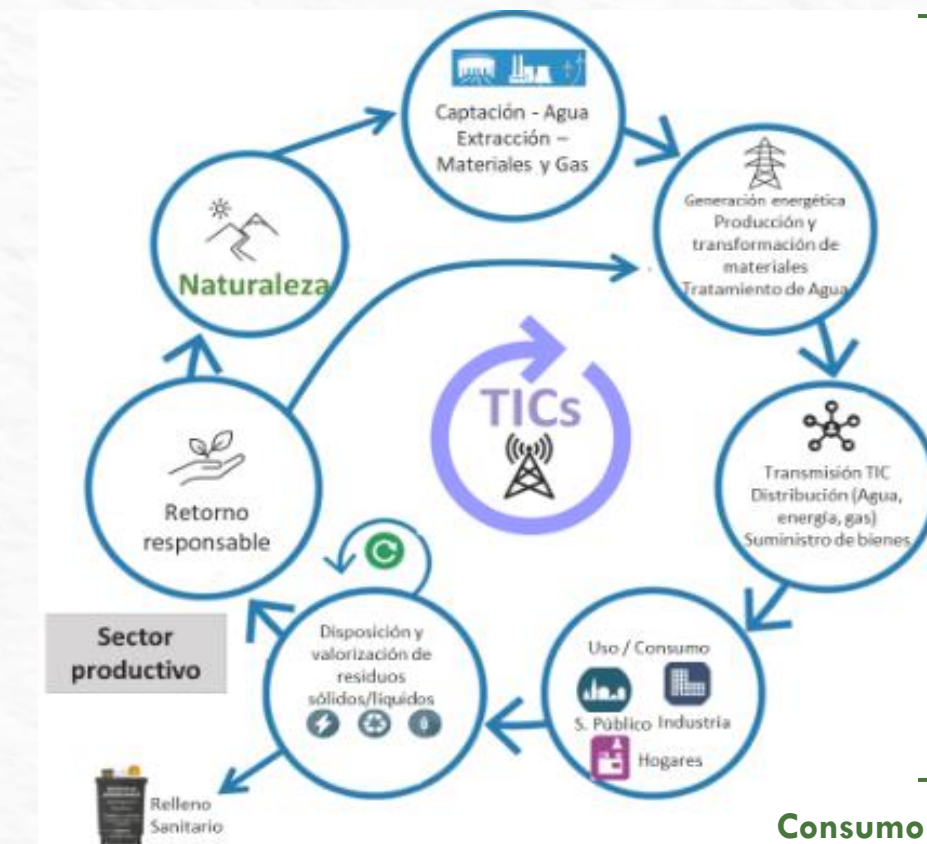 Captación - Agua
Extracción –
Materiales y Gas
Generación energética
Producción y
transformación de
materiales
Tratamiento de Agua
Naturaleza
TICs
Transmisión TIC
Distribución (Agua,
energía, gas)
Suministro de bienes
Retorno
responsable
Sector
productivo
Disposición y
valorización de
residuos
sólidos/líquidos
Uso / Consumo
S. Público Industria
Hogares
Relleno
Sanitario
Consumo